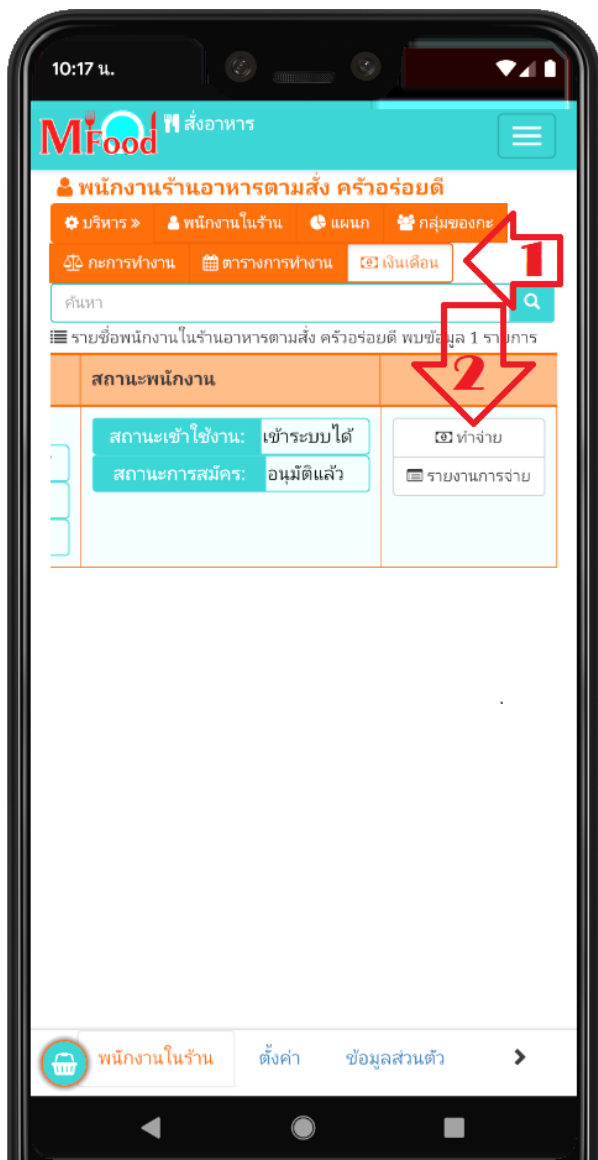 10:17 น.
MFood สั่งอาหาร
พนักงานร้านอาหารตามสั่ง ครัวอร่อยดี
บริหาร » พนักงานในร้าน แผนก กลุ่มของกะ
กะการทำงาน ตารางการทำงาน เงินเดือน
1
ค้นหา
รายชื่อพนักงานในร้านอาหารตามสั่ง ครัวอร่อยดี พบข้อมูล 1 รายการ
2
สถานะพนักงาน
สถานะเข้าใช้งาน: เข้าระบบได้
ทำจ่าย
สถานะการสมัคร: อนุมัติแล้ว
รายงานการจ่าย
พนักงานในร้าน ตั้งค่า ข้อมูลส่วนตัว